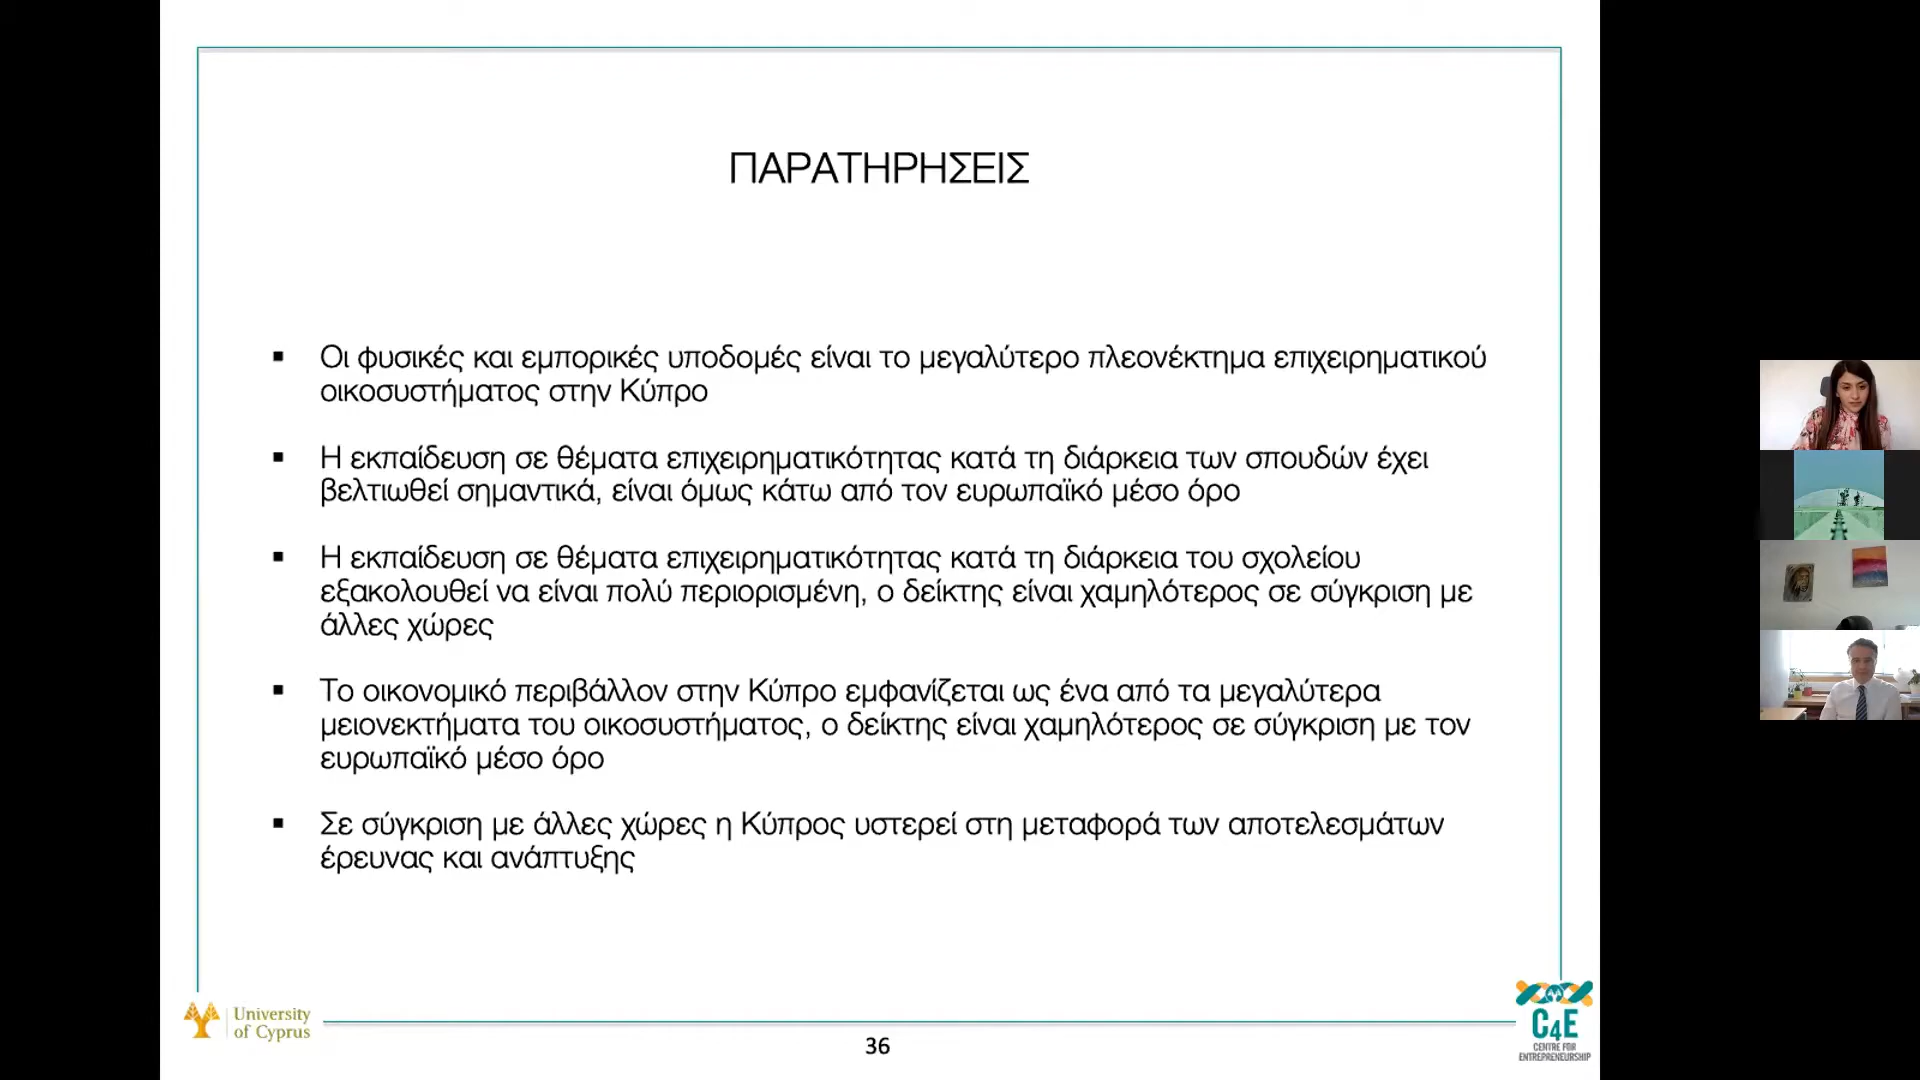 ΠΑΡΑΤΗΡΗΣΕΙΣ
▪ Οι φυσικές και εμπορικές υποδομές είναι το μεγαλύτερο πλεονέκτημα επιχειρηματικού
οικοσυστήματος στην Κύπρο
▪ Η εκπαίδευση σε θέματα επιχειρηματικότητας κατά τη διάρκεια των σπουδών έχει
βελτιωθεί σημαντικά, είναι όμως κάτω από τον ευρωπαϊκό μέσο όρο
▪ Η εκπαίδευση σε θέματα επιχειρηματικότητας κατά τη διάρκεια του σχολείου
εξακολουθεί να είναι πολύ περιορισμένη, ο δείκτης είναι χαμηλότερος σε σύγκριση με
άλλες χώρες
▪ Το οικονομικό περιβάλλον στην Κύπρο εμφανίζεται ως ένα από τα μεγαλύτερα
μειονεκτήματα του οικοσυστήματος, ο δείκτης είναι χαμηλότερος σε σύγκριση με τον
ευρωπαϊκό μέσο όρο
▪ Σε σύγκριση με άλλες χώρες η Κύπρος υστερεί στη μεταφορά των αποτελεσμάτων
έρευνας και ανάπτυξης
University
of Cyprus
36
C4E
CENTRE FOR
ENTREPRENEURSHIP